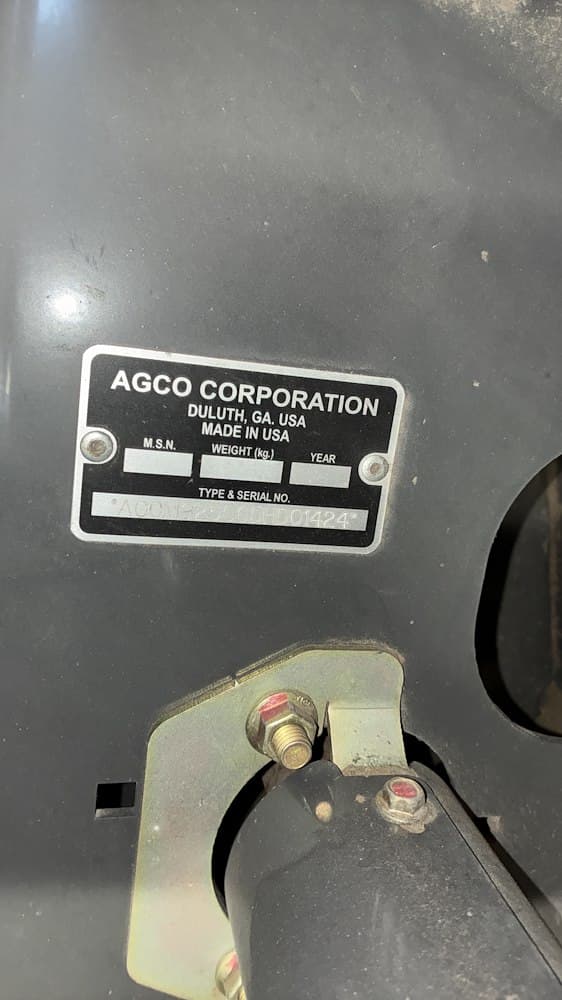 AGCO CORPORATION
DULUTH, GA. USA
MADE IN USA
M.S.N. WEIGHT (kg.) YEAR
TYPE & SERIAL NO.